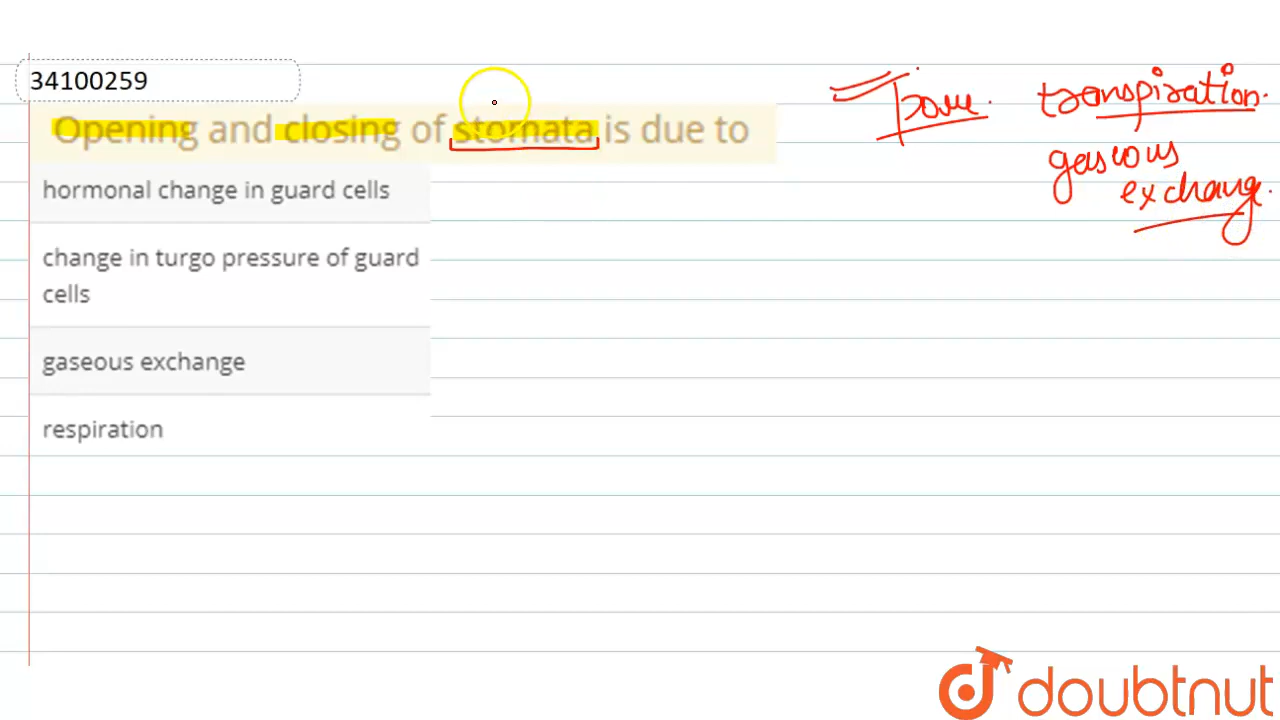 34100259
Opening and closing of stomata is due to
hormonal change in guard cells
change in turgo pressure of guard
cells
gaseous exchange
respiration
transpiration.
gaseous
exchange.
doubtnut